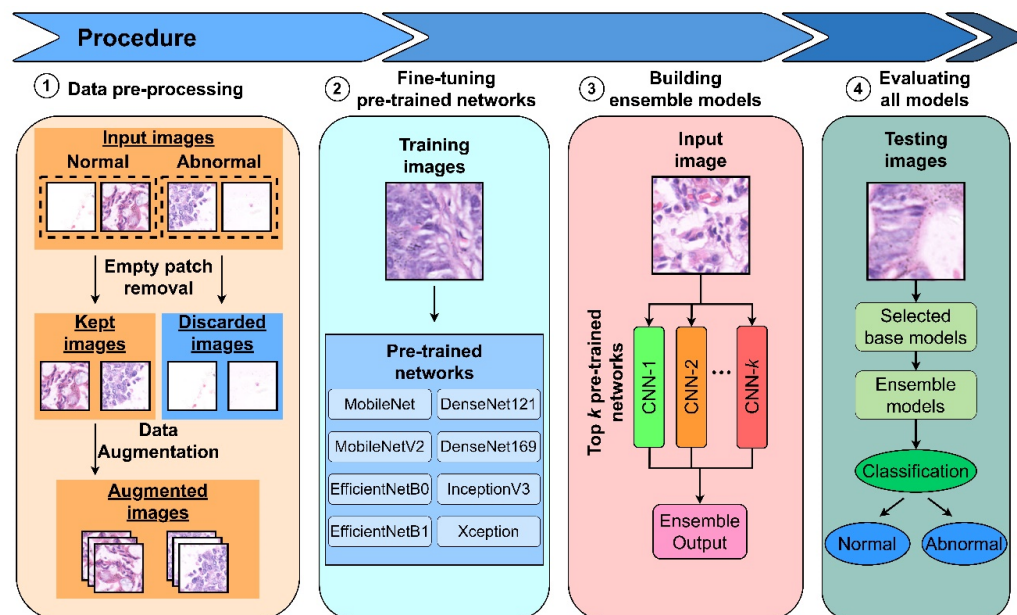 Procedure
1 Data pre-processing
Input images
Normal Abnormal
Empty patch
removal
Kept
images
Discarded
images
Data
Augmentation
Augmented
images
2 Fine-tuning
pre-trained networks
Training
images
Pre-trained
networks
MobileNet DenseNet121
MobileNetV2 DenseNet169
EfficientNetB0 InceptionV3
EfficientNetB1 Xception
3 Building
ensemble models
Input
image
Top k pre-trained
networks
CNN-1 CNN-2 ... CNN-k
Ensemble
Output
4 Evaluating
all models
Testing
images
Selected
base models
Ensemble
models
Classification
Normal Abnormal